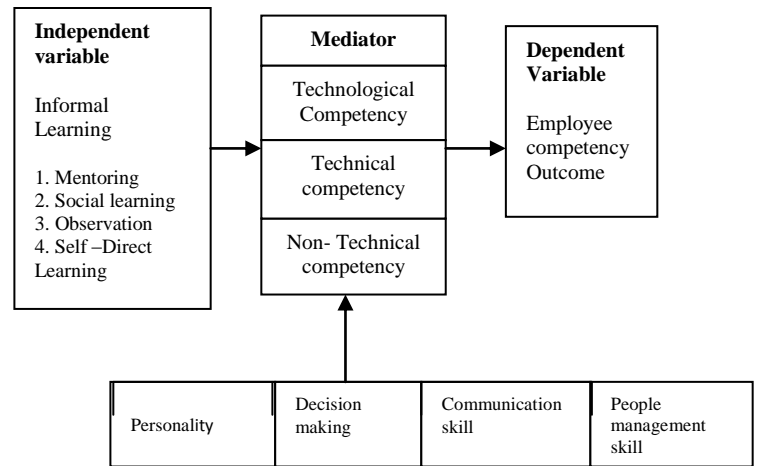 Independent
variable
Informal
Learning
1. Mentoring
2. Social learning
3. Observation
4. Self –Direct
Learning
Mediator
Technological
Competency
Technical
competency
Non- Technical
competency
Dependent
Variable
Employee
competency
Outcome
Personality
Decision
making
Communication
skill
People
management
skill